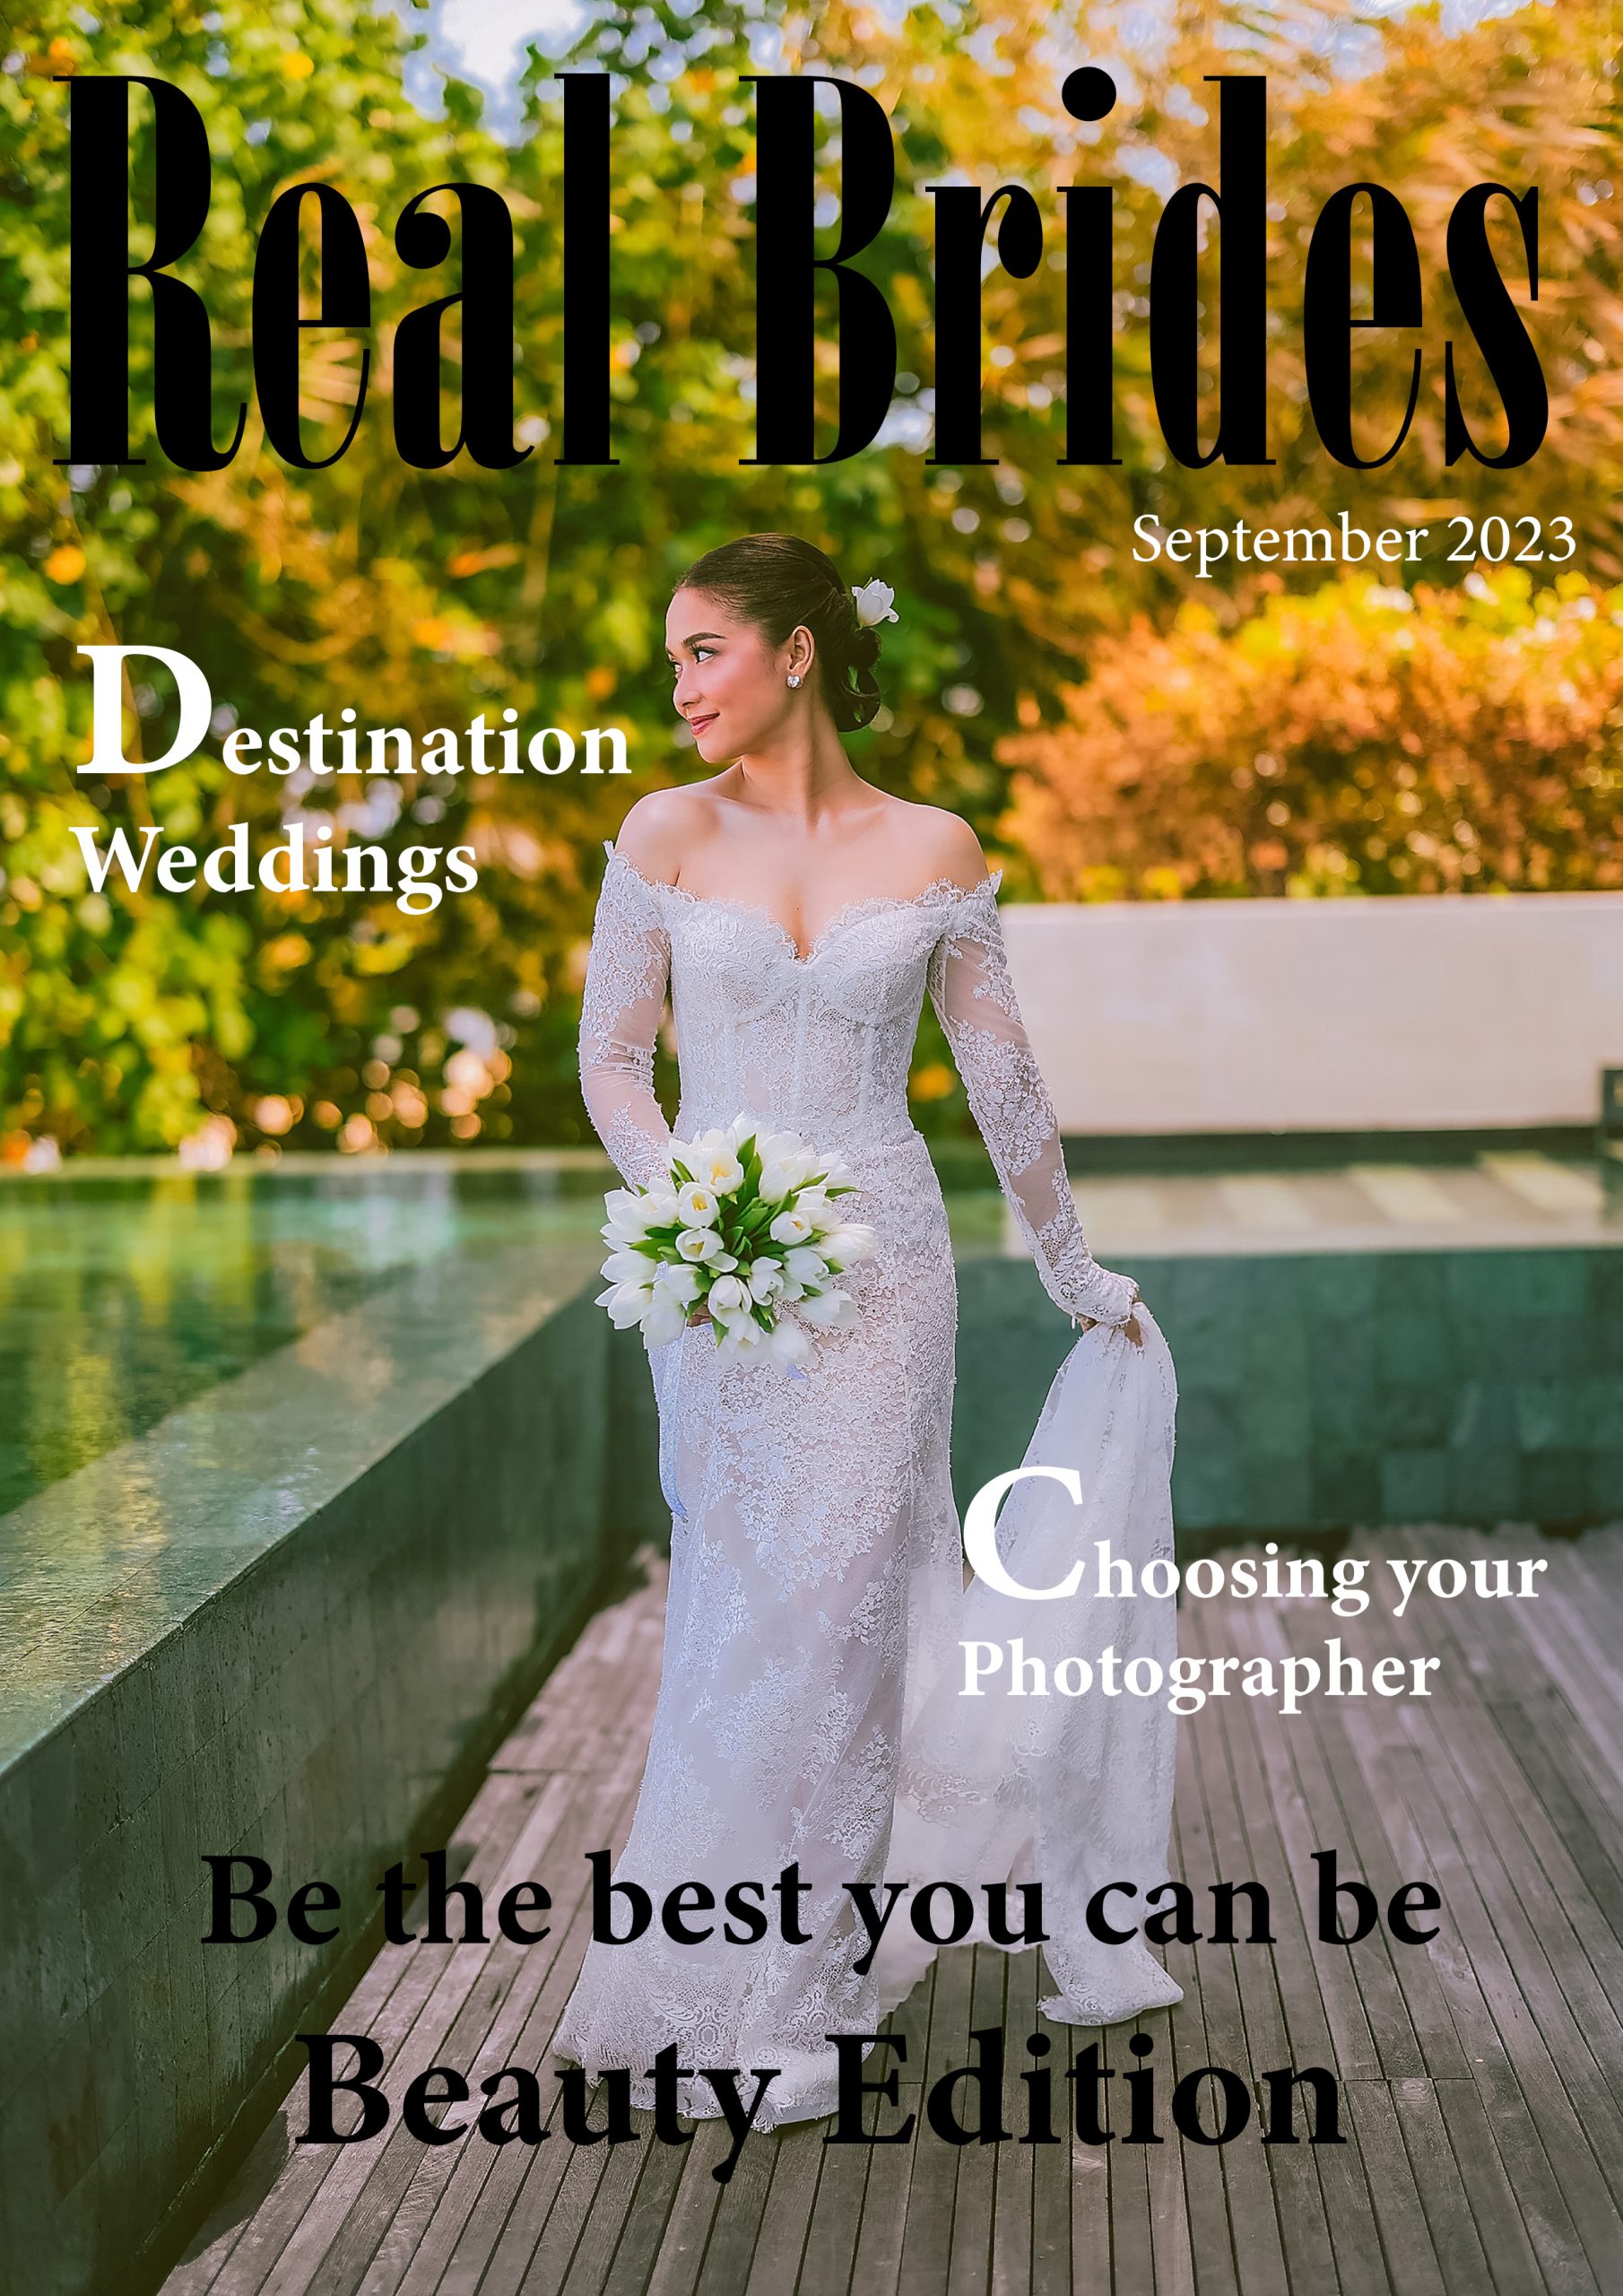 Real Brides
September 2023
Destination
Weddings
Choosing your
Photographer
Be the best you can be
Beauty Edition